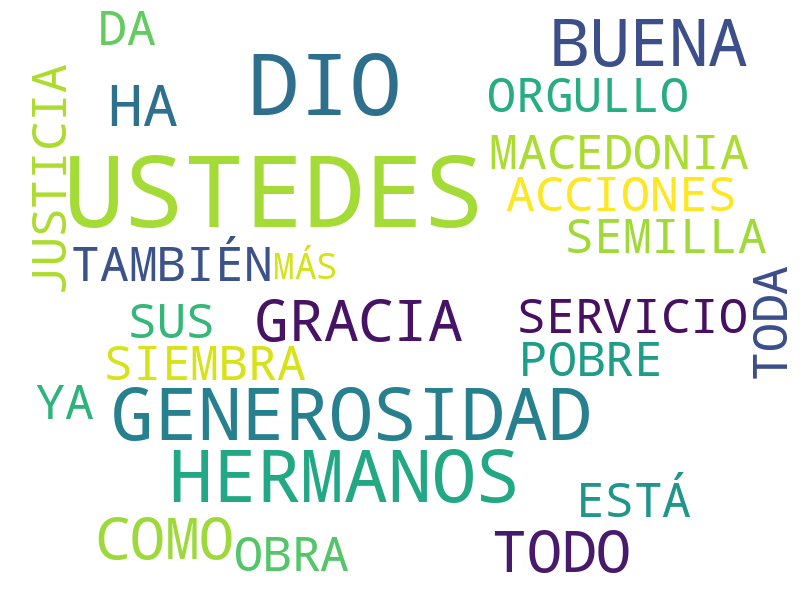 DA
BUENA
DIO
HA
ORGULLO
JUSTICIA
MACEDONIA
USTEDES
ACCIONES
SEMILLA
TAMBIÉN
MÁS
TODA
SUS
GRACIA
SERVICIO
SIEMBRA
POBRE
YA
GENEROSIDAD
HERMANOS
ESTÁ
COMO
OBRA
TODO